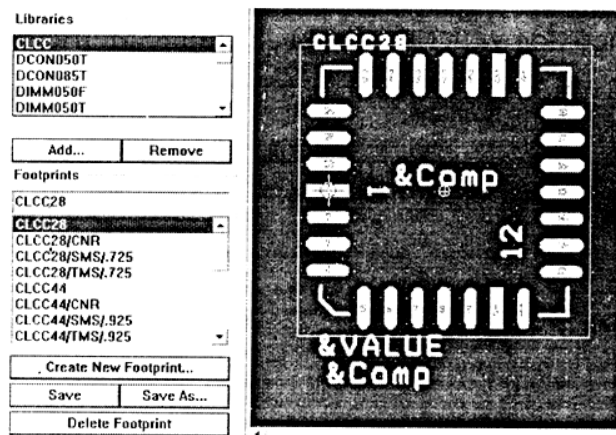 Libraries
CLCC
DCON050T
DCON085T
DIMM050F
DIMM050T
Add...
Remove
Footprints
CLCC28
CLCC28
CLCC28/CNR
CLCC28/SMS/.725
CLCC28/TMS/.725
CLCC44
CLCC44/CNR
CLCC44/SMS/.925
CLCC44/TMS/.925
Create New Footprint...
Save
Save As...
Delete Footprint
CLCC28
&Comp
1
12
&VALUE
&Comp